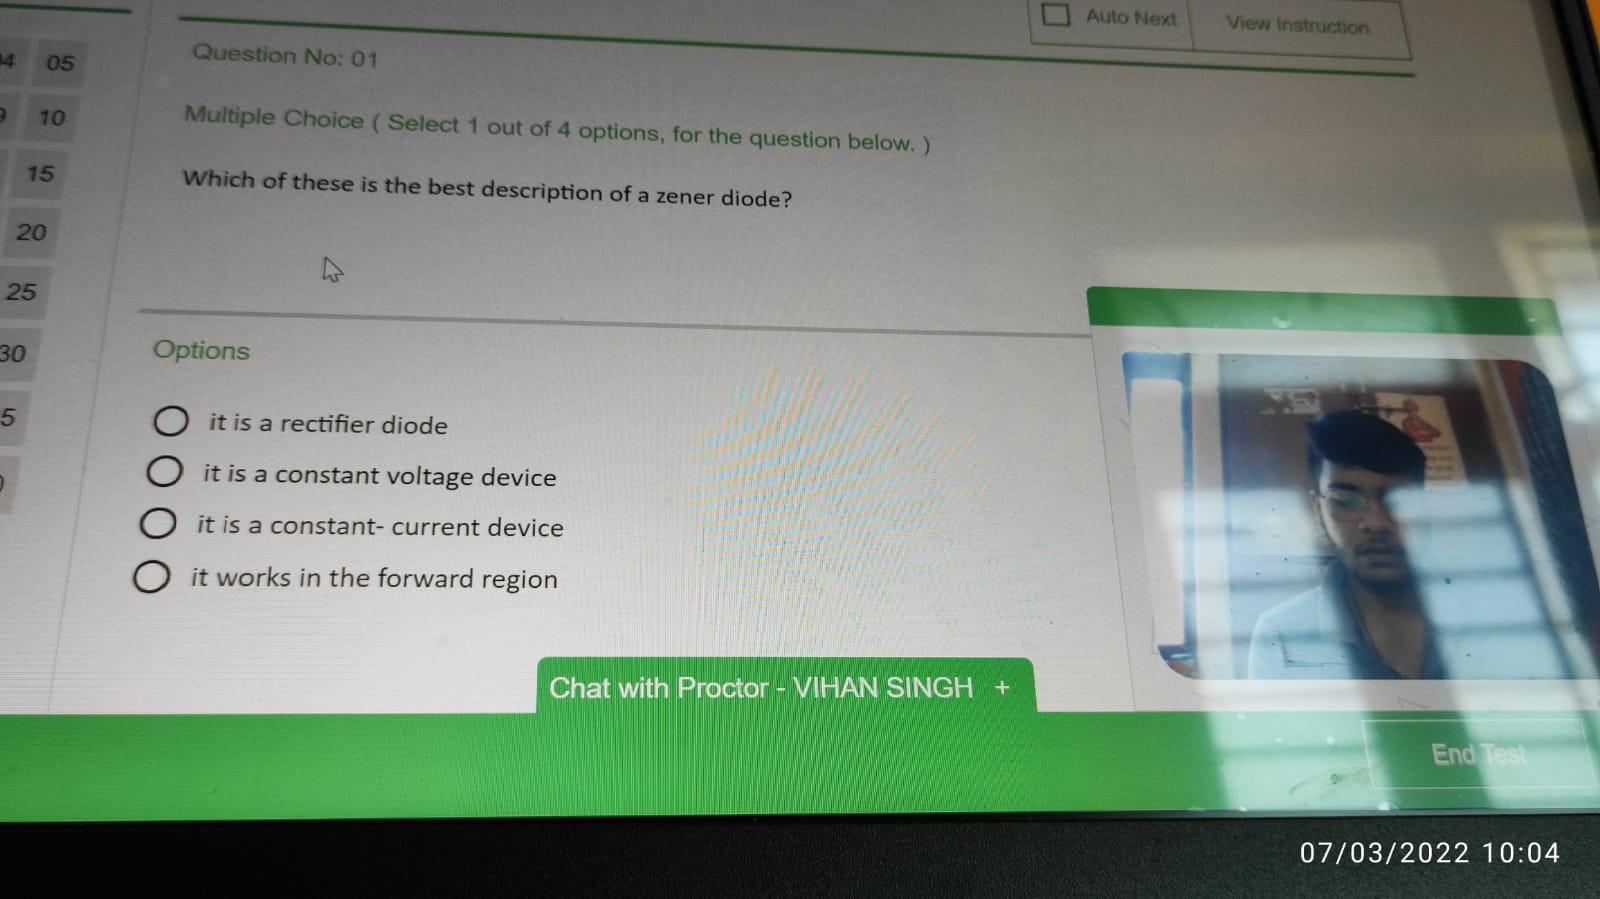 Auto Next
View Instruction
4 05
Question No: 01
10
Multiple Choice ( Select 1 out of 4 options, for the question below. )
15
Which of these is the best description of a zener diode?
20
25
30
Options
5
it is a rectifier diode
it is a constant voltage device
it is a constant- current device
it works in the forward region
Chat with Proctor - VIHAN SINGH +
End Test
07/03/2022 10:04